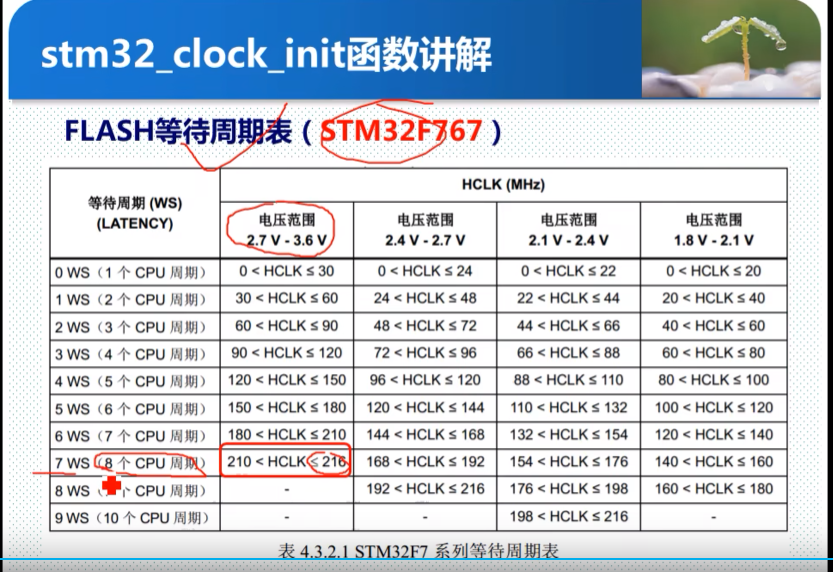 stm32_clock_init函数讲解
FLASH等待周期表（STM32F767）
等待周期 (WS) (LATENCY) HCLK (MHz)
电压范围 2.7 V - 3.6 V 电压范围 2.4 V - 2.7 V 电压范围 2.1 V - 2.4 V 电压范围 1.8 V - 2.1 V
0 WS（1 个 CPU 周期） 0 < HCLK ≤ 30 0 < HCLK ≤ 24 0 < HCLK ≤ 22 0 < HCLK ≤ 20
1 WS（2 个 CPU 周期） 30 < HCLK ≤ 60 24 < HCLK ≤ 48 22 < HCLK ≤ 44 20 < HCLK ≤ 40
2 WS（3 个 CPU 周期） 60 < HCLK ≤ 90 48 < HCLK ≤ 72 44 < HCLK ≤ 66 40 < HCLK ≤ 60
3 WS（4 个 CPU 周期） 90 < HCLK ≤ 120 72 < HCLK ≤ 96 66 < HCLK ≤ 88 60 < HCLK ≤ 80
4 WS（5 个 CPU 周期） 120 < HCLK ≤ 150 96 < HCLK ≤ 120 88 < HCLK ≤ 110 80 < HCLK ≤ 100
5 WS（6 个 CPU 周期） 150 < HCLK ≤ 180 120 < HCLK ≤ 144 110 < HCLK ≤ 132 100 < HCLK ≤ 120
6 WS（7 个 CPU 周期） 180 < HCLK ≤ 210 144 < HCLK ≤ 168 132 < HCLK ≤ 154 120 < HCLK ≤ 140
7 WS（8 个 CPU 周期） 210 < HCLK ≤ 216 168 < HCLK ≤ 192 154 < HCLK ≤ 176 140 < HCLK ≤ 160
8 WS（ 个 CPU 周期） - 192 < HCLK ≤ 216 176 < HCLK ≤ 198 160 < HCLK ≤ 180
9 WS（10 个 CPU 周期） - - 198 < HCLK ≤ 216 -
表 4.3.2.1 STM32F7 系列等待周期表